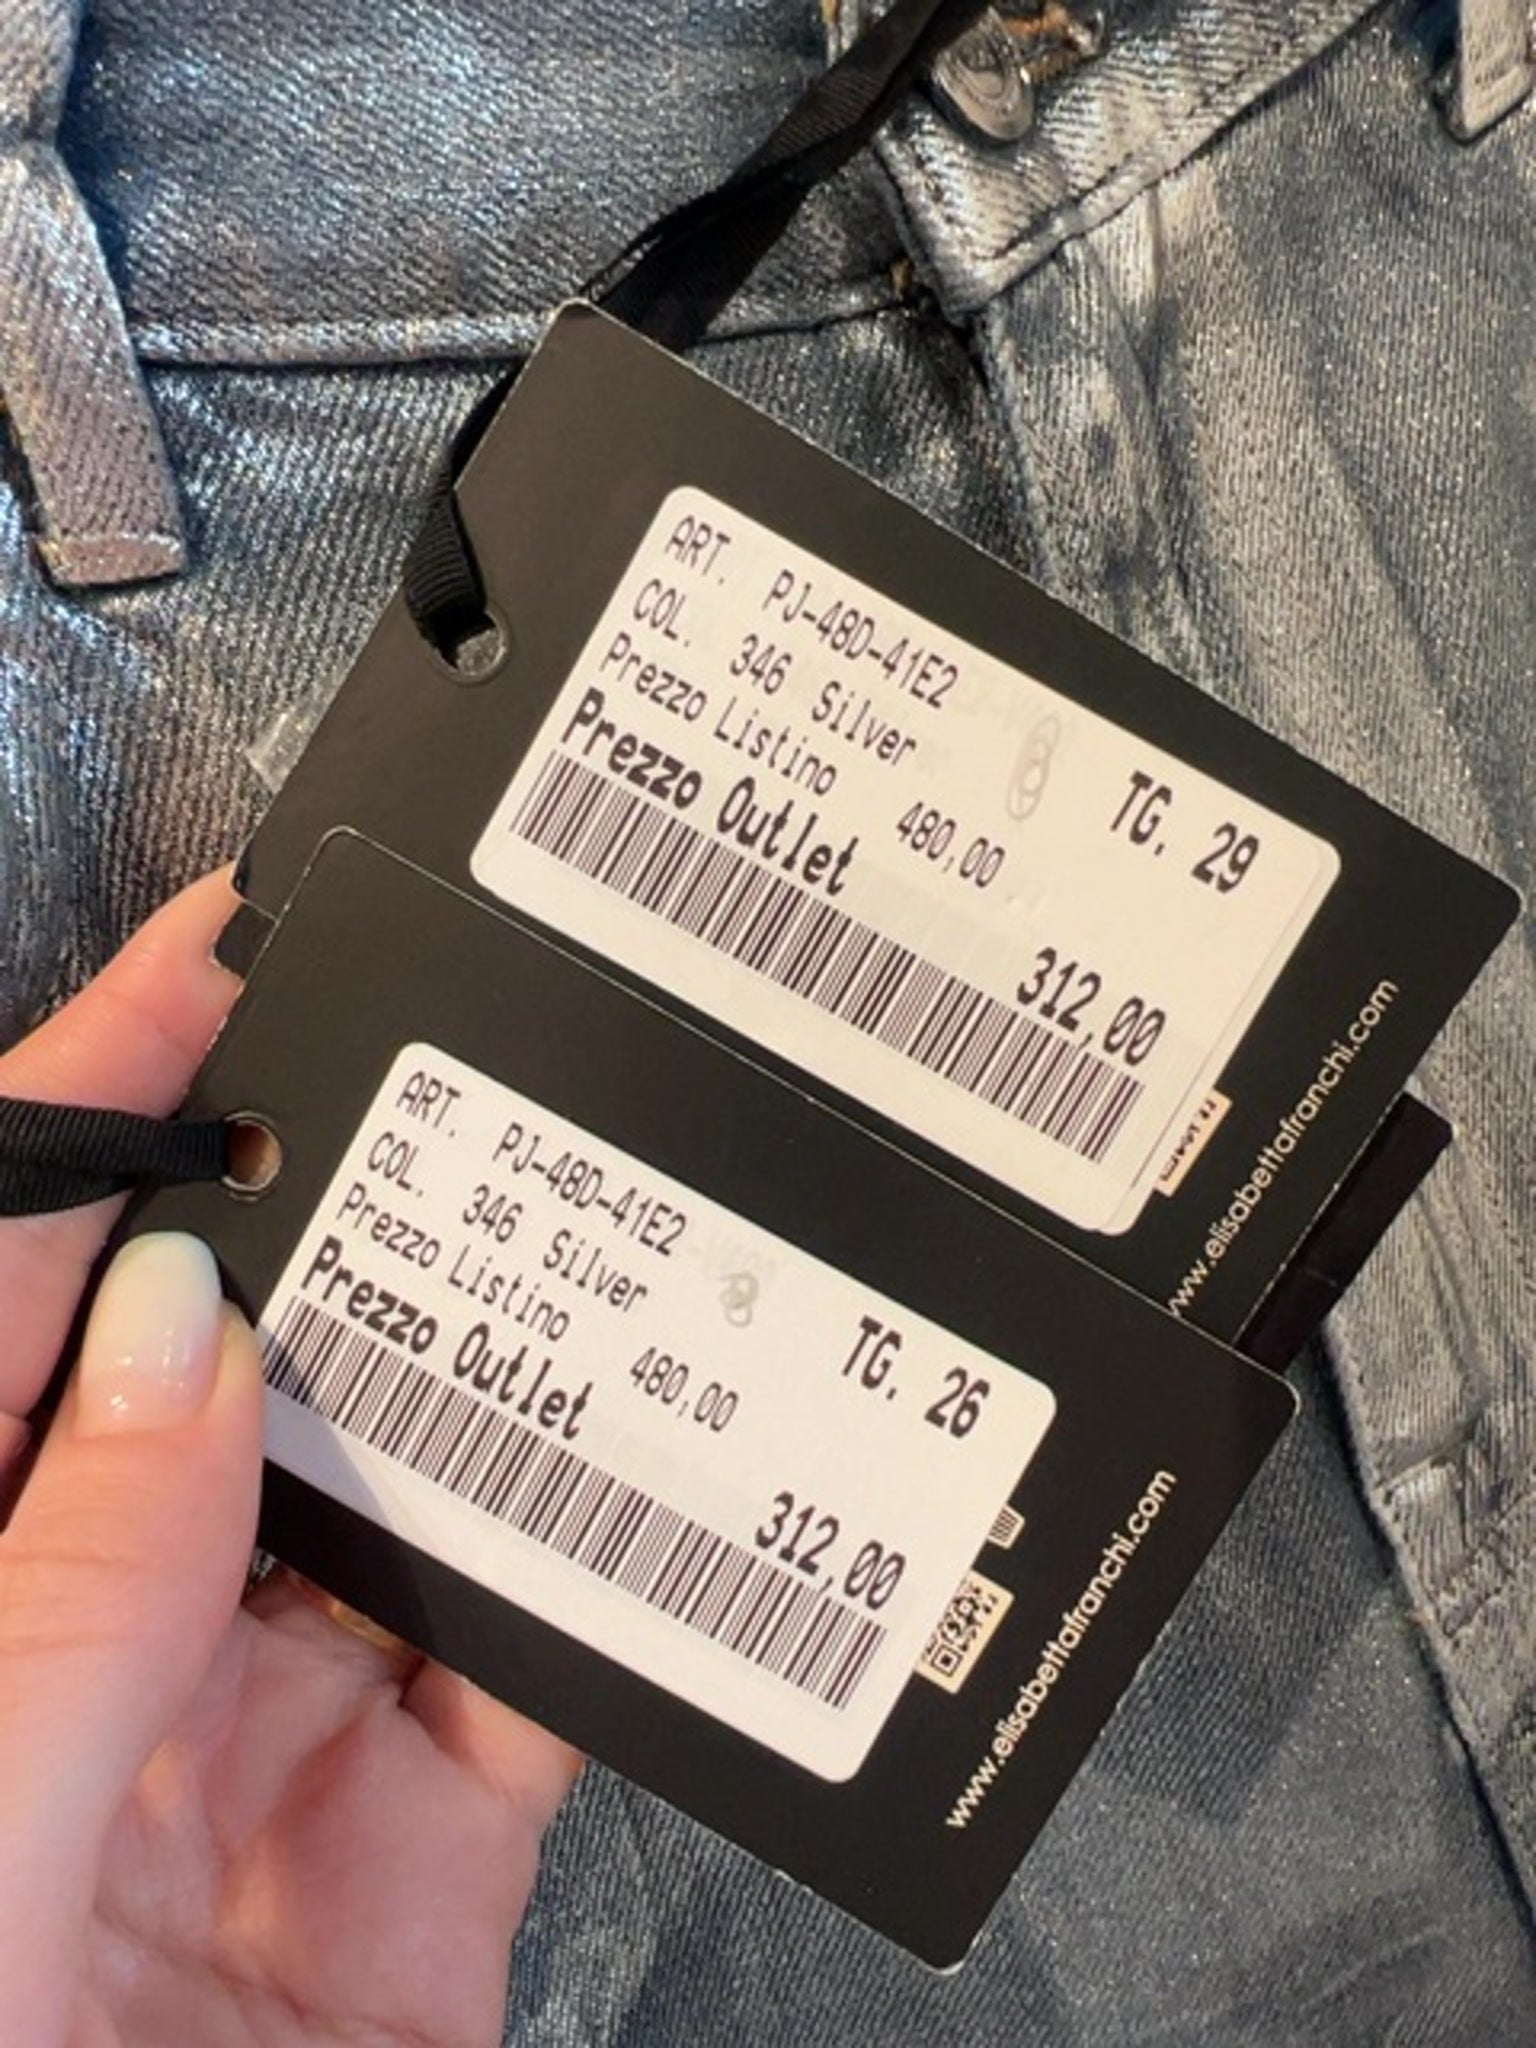 ART. PJ-48D-41E2
COL. 346 Silver
Prezzo Listino 480,00
TG. 29
Prezzo Outlet 312,00
www.elisabettafranchi.com
ART. PJ-48D-41E2
COL. 346 Silver
Prezzo Listino 480,00
TG. 26
Prezzo Outlet 312,00
www.elisabettafranchi.com